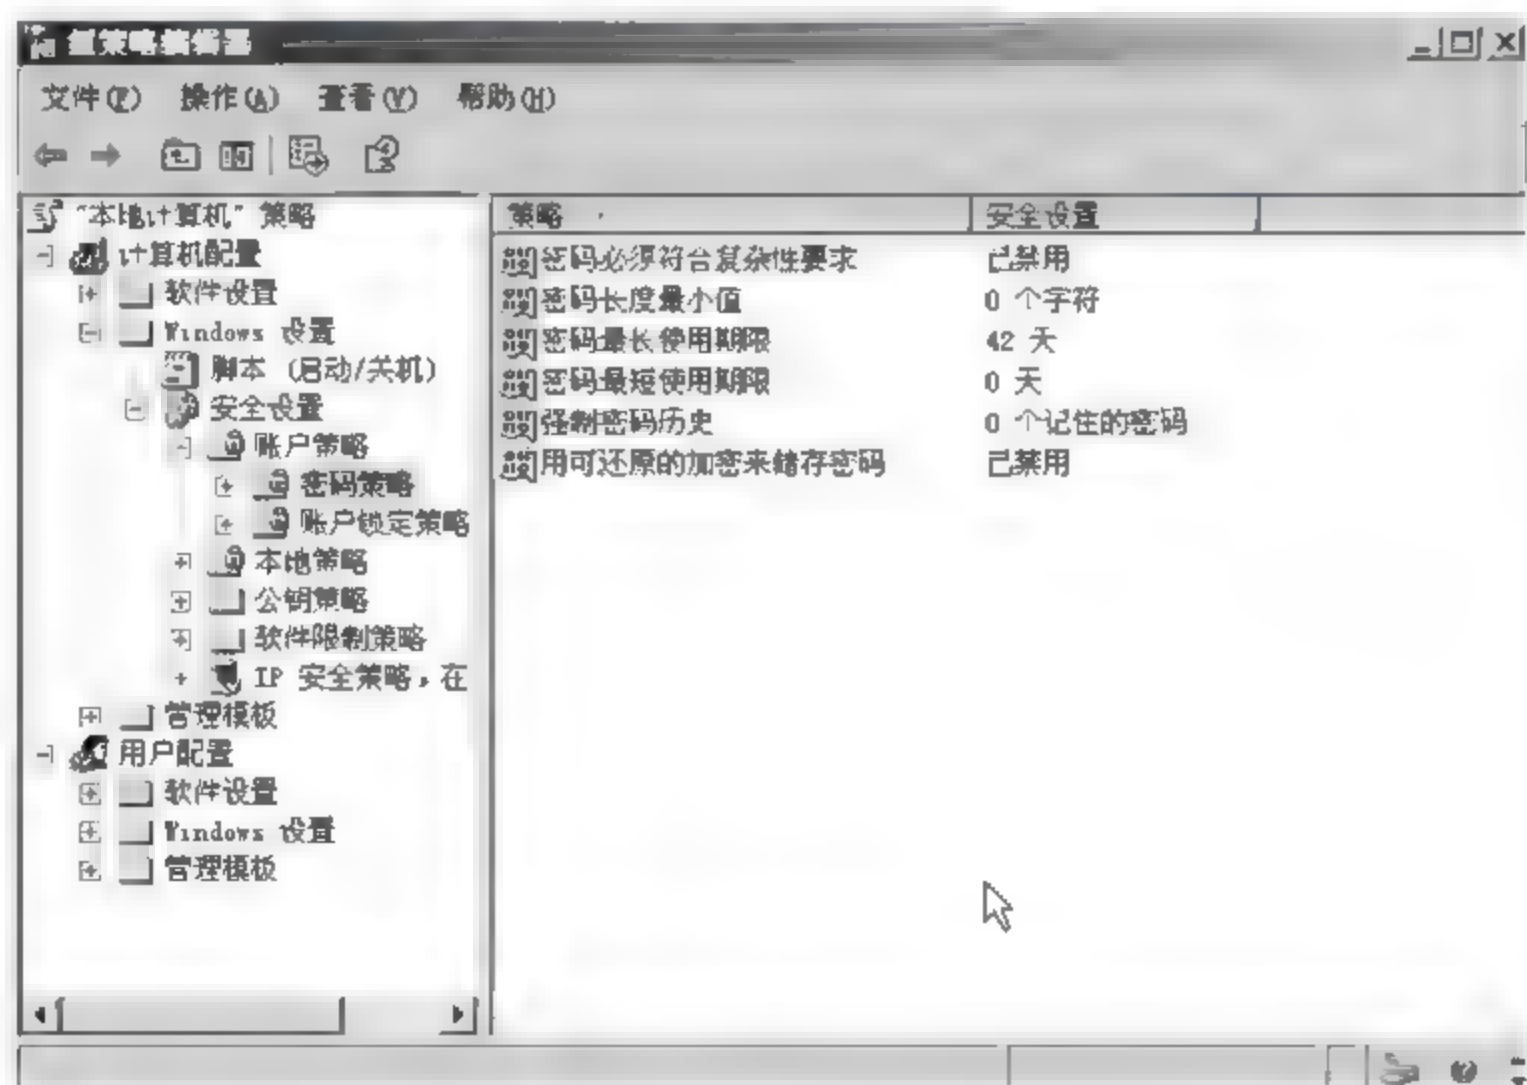 组策略编辑器
文件(F) 操作(A) 查看(V) 帮助(H)
“本地计算机” 策略
计算机配置
软件设置
Windows 设置
脚本 (启动/关机)
安全设置
账户策略
密码策略
账户锁定策略
本地策略
公钥策略
软件限制策略
IP 安全策略，在
管理模板
用户配置
软件设置
Windows 设置
管理模板
策略 安全设置
密码必须符合复杂性要求 已禁用
密码长度最小值 0 个字符
密码最长使用期限 42 天
密码最短使用期限 0 天
强制密码历史 0 个记住的密码
用可还原的加密来储存密码 已禁用